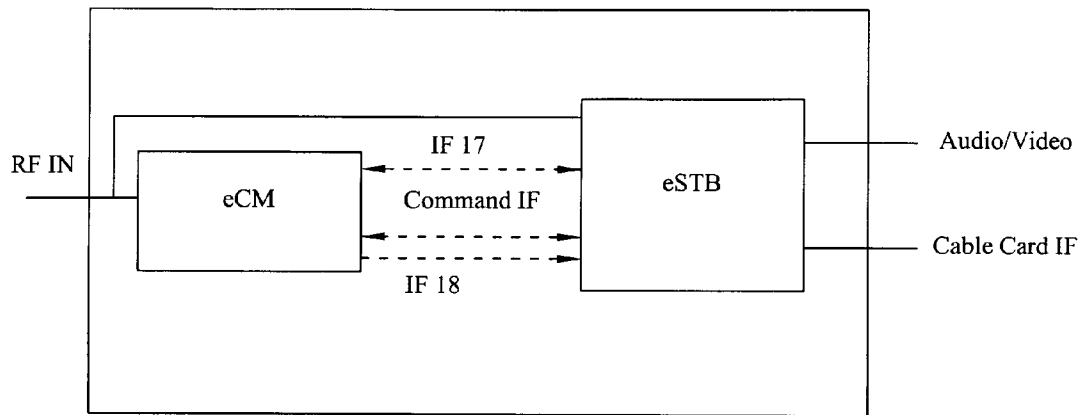 RF IN
eCM
IF 17
Command IF
IF 18
eSTB
Audio/Video
Cable Card IF